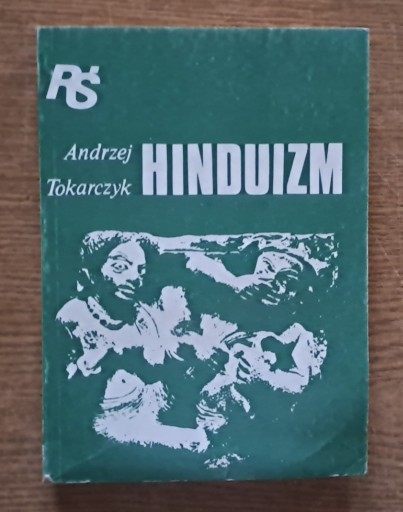 RŚ
Andrzej
Tokarczyk
HINDUIZM